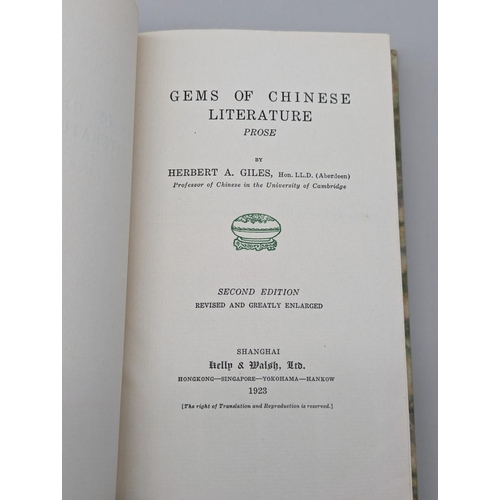 GEMS OF CHINESE
LITERATURE
PROSE
BY
HERBERT A. GILES, Hon. LL.D. (Aberdeen)
Professor of Chinese in the University of Cambridge
SECOND EDITION
REVISED AND GREATLY ENLARGED
SHANGHAI
Kelly & Walsh, Ltd.
HONGKONG—SINGAPORE—YOKOHAMA—HANKOW
1923
[The right of Translation and Reproduction is reserved.]